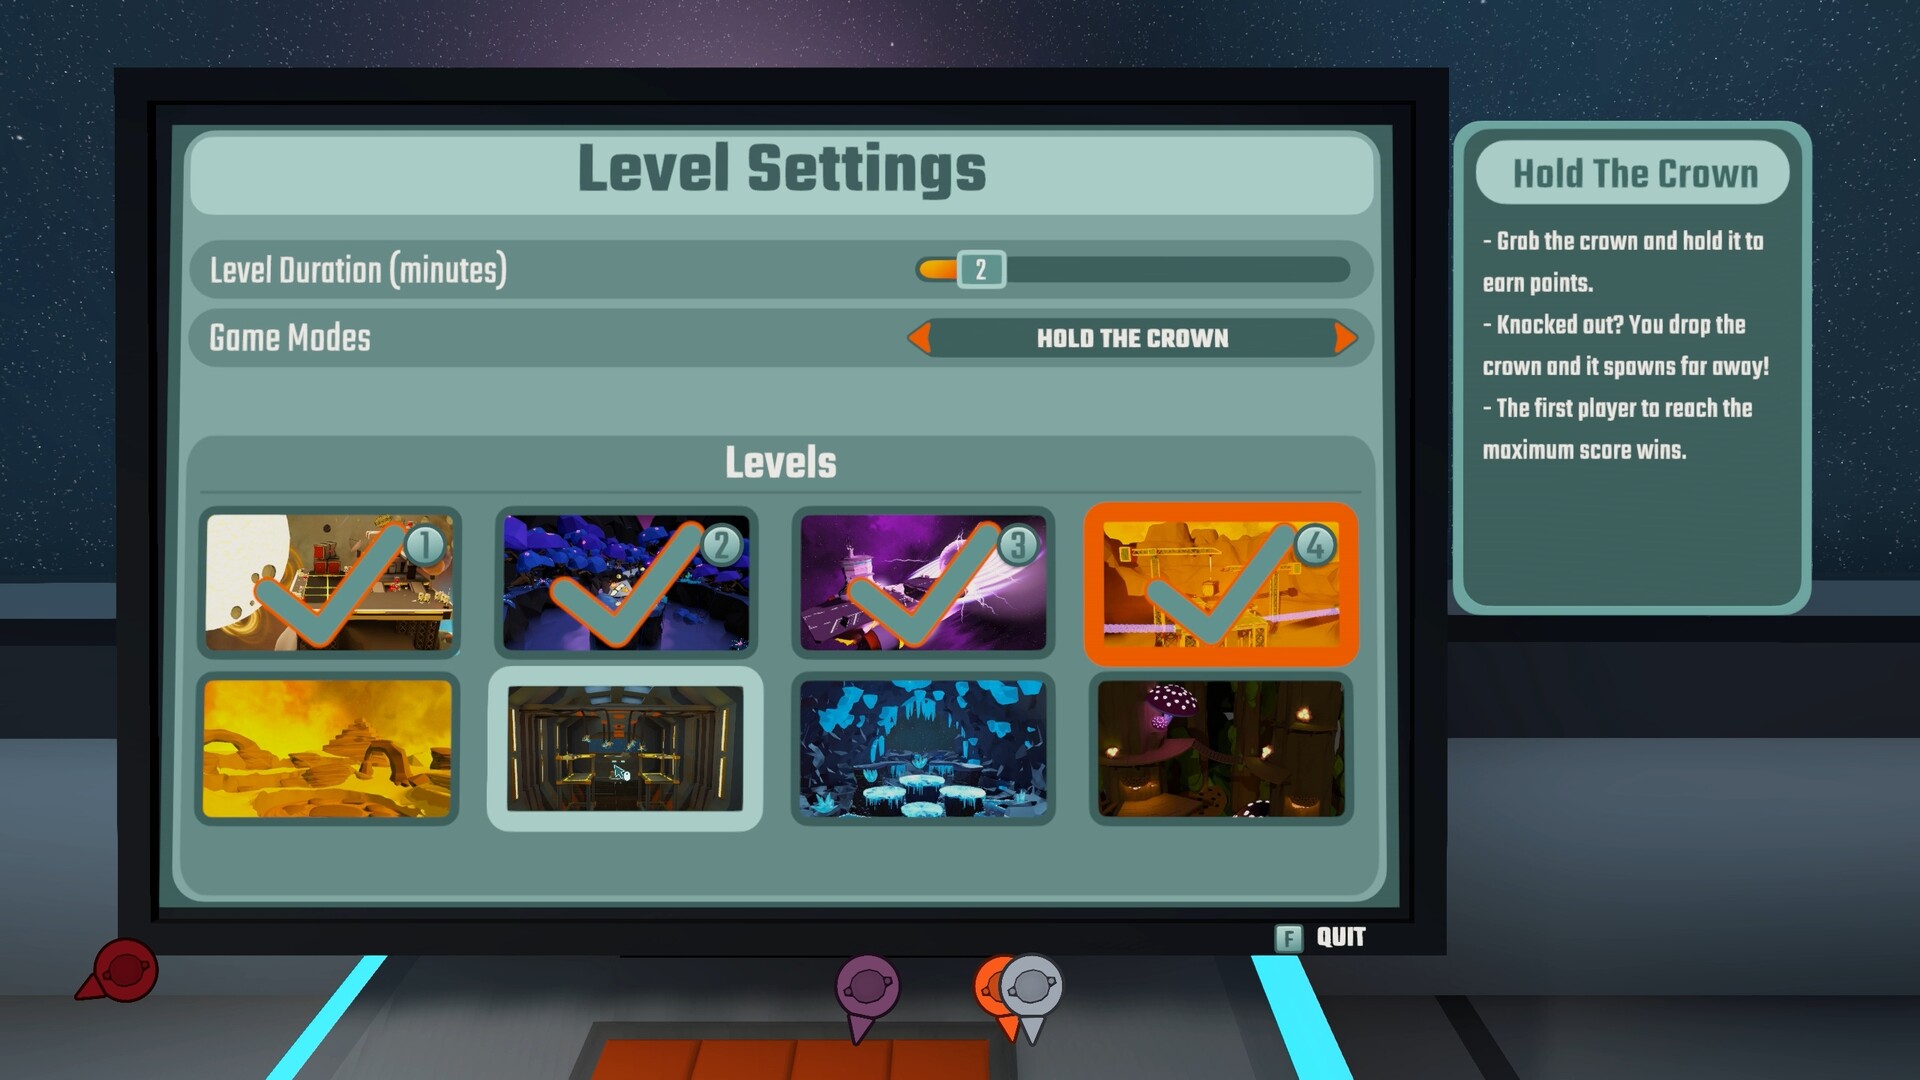 Level Settings
Level Duration (minutes)
2
Game Modes
HOLD THE CROWN
Levels
1
2
3
4
F QUIT
Hold The Crown
- Grab the crown and hold it to
earn points.
- Knocked out? You drop the
crown and it spawns far away!
- The first player to reach the
maximum score wins.